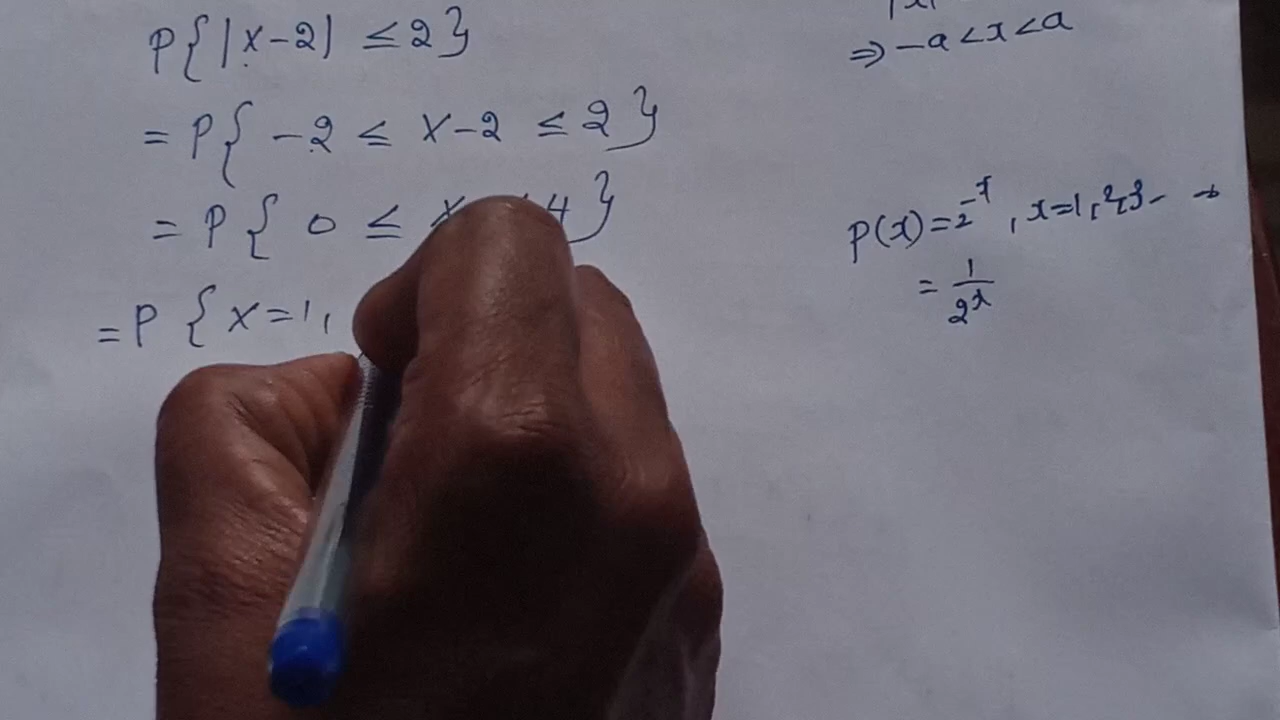 P{|X-2| ≤ 2}
= P{ -2 ≤ X-2 ≤ 2}
= P{ 0 ≤ X 4}
= P {X=1,
|x|
⇒ -a < x < a
P(x) = 2^-x, x=1,2,3- -
= 1/2^x